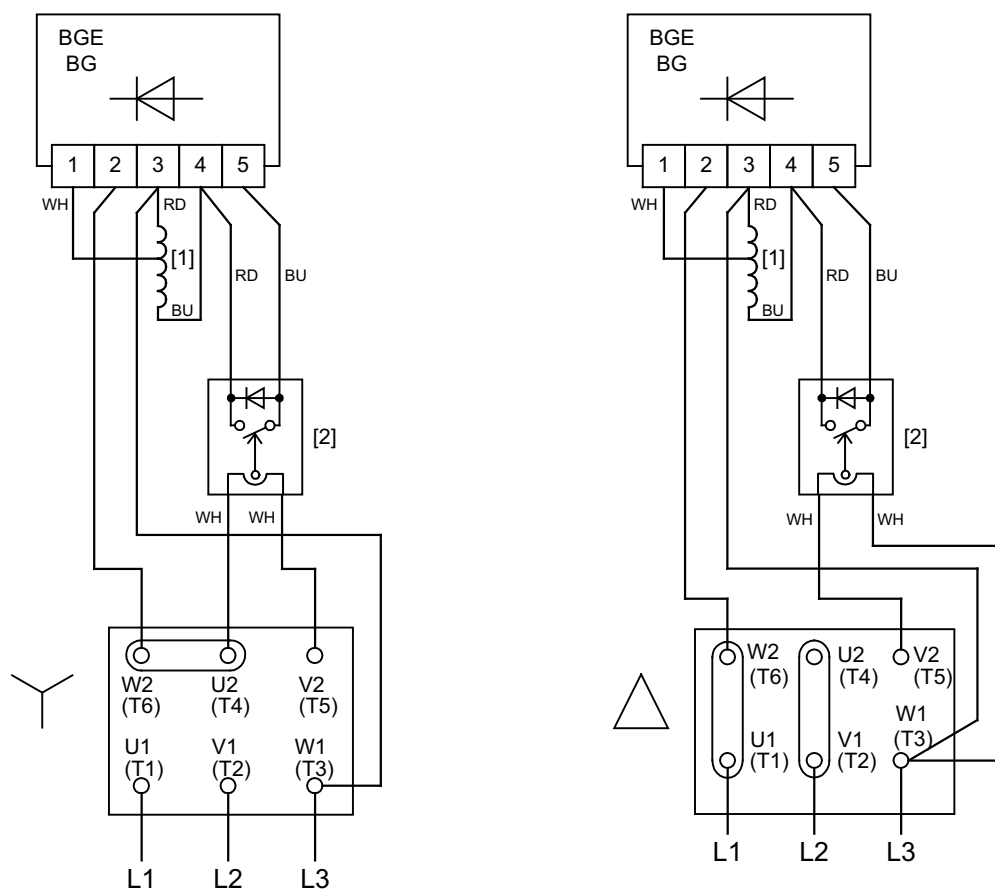 BGE
BG
1 2 3 4 5
WH
RD
[1]
RD
BU
BU
[2]
WH
WH
W2
(T6)
U2
(T4)
V2
(T5)
U1
(T1)
V1
(T2)
W1
(T3)
L1
L2
L3
BGE
BG
1 2 3 4 5
WH
RD
[1]
RD
BU
BU
[2]
WH
WH
W2
(T6)
U2
(T4)
V2
(T5)
W1
(T3)
U1
(T1)
V1
(T2)
L1
L2
L3